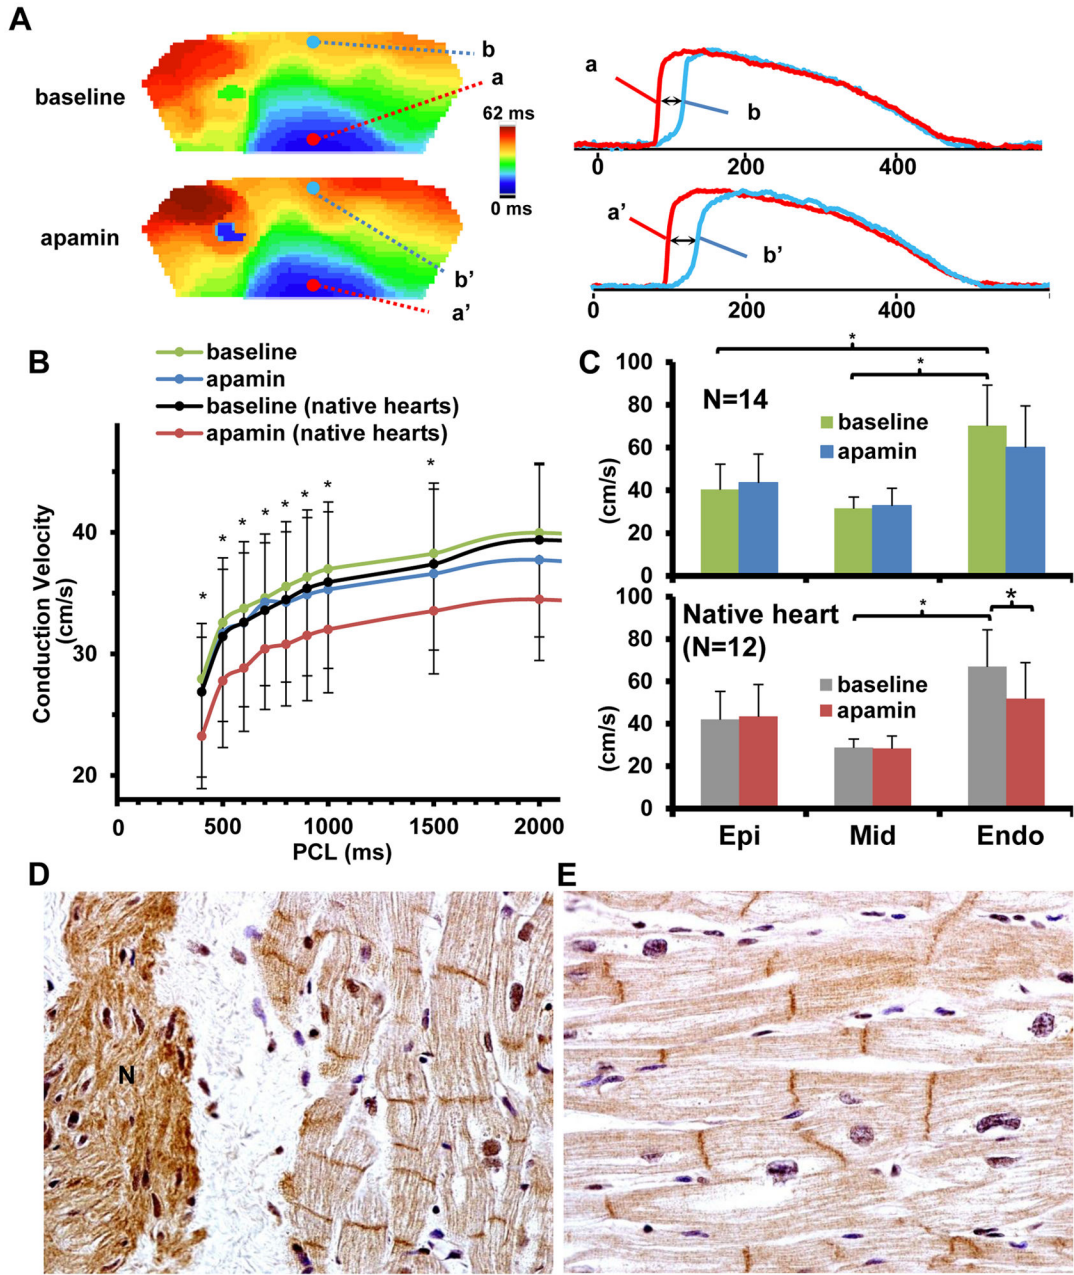 A
baseline
b
a
62 ms
0 ms
apamin
b’
a’
a
b
0
200
400
a’
b’
0
200
400
B
baseline
apamin
baseline (native hearts)
apamin (native hearts)
Conduction Velocity
(cm/s)
40
30
20
* * * * * * * *
0
500
1000
1500
2000
PCL (ms)
C
*
*
100
80
60
40
20
0
(cm/s)
N=14
baseline
apamin
100
80
60
40
20
0
(cm/s)
Native heart
(N=12)
*
*
baseline
apamin
Epi
Mid
Endo
D
N
E